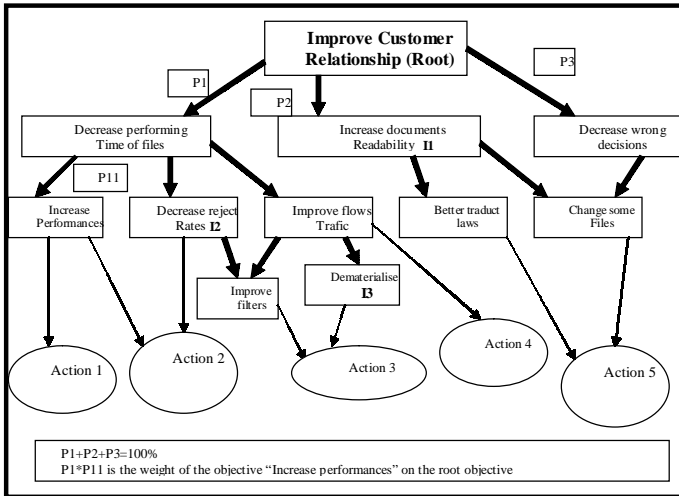 Improve Customer
Relationship (Root)
P1
P2
P3
Decrease performing
Time of files
Increase documents
Readability I1
Decrease wrong
decisions
P11
Increase
Performances
Decrease reject
Rates I2
Improve flows
Trafic
Better traduct
laws
Change some
Files
Improve
filters
Dematerialise
I3
Action 1
Action 2
Action 3
Action 4
Action 5
P1+P2+P3=100%
P1*P11 is the weight of the objective “Increase performances” on the root objective